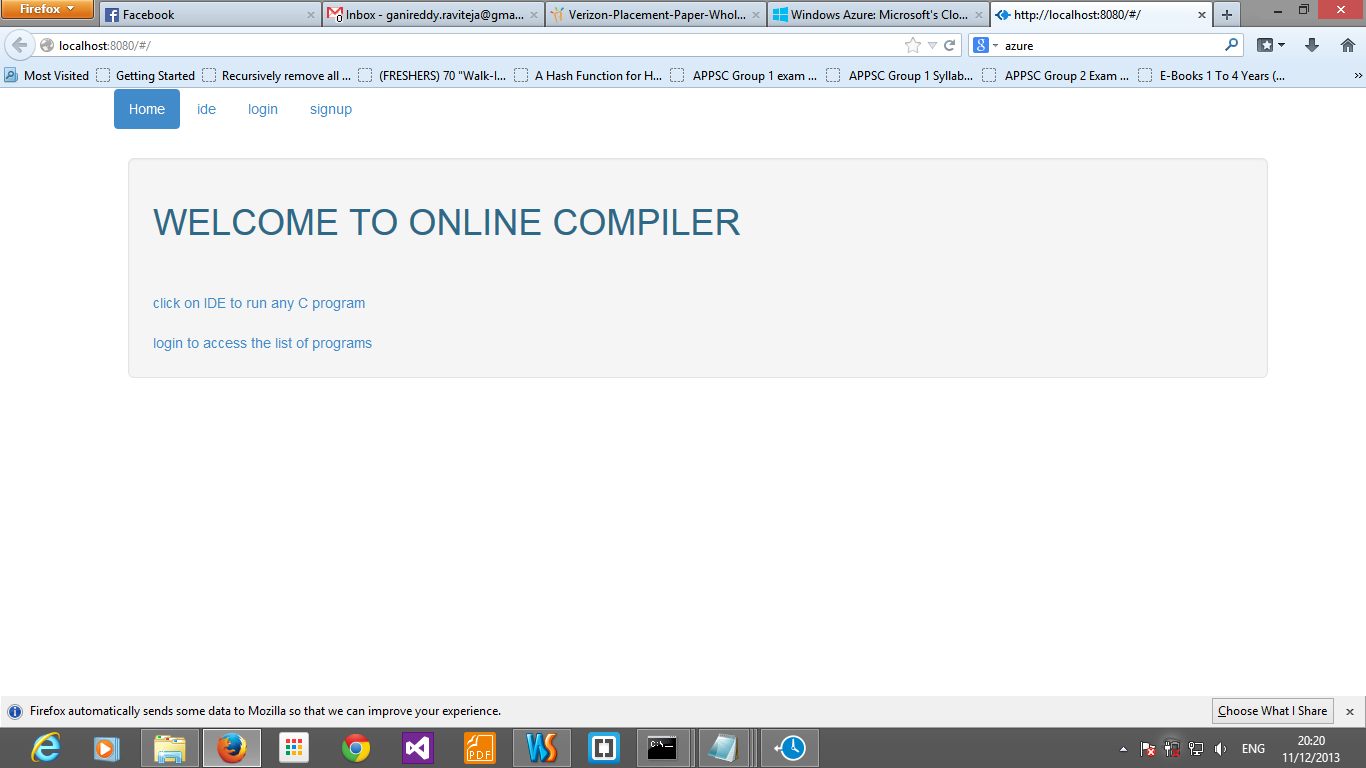 Firefox
Facebook
Inbox - ganireddy.raviteja@gma...
Verizon-Placement-Paper-Whol...
Windows Azure: Microsoft's Clo...
http://localhost:8080/#/
localhost:8080/#/
azure
Most Visited
Getting Started
Recursively remove all ...
(FRESHERS) 70 "Walk-I...
A Hash Function for H...
APPSC Group 1 exam ...
APPSC Group 1 Syllab...
APPSC Group 2 Exam ...
E-Books 1 To 4 Years (...
Home
ide
login
signup
WELCOME TO ONLINE COMPILER
click on IDE to run any C program
login to access the list of programs
Firefox automatically sends some data to Mozilla so that we can improve your experience.
Choose What I Share
PDF
C:\
ENG
20:20
11/12/2013